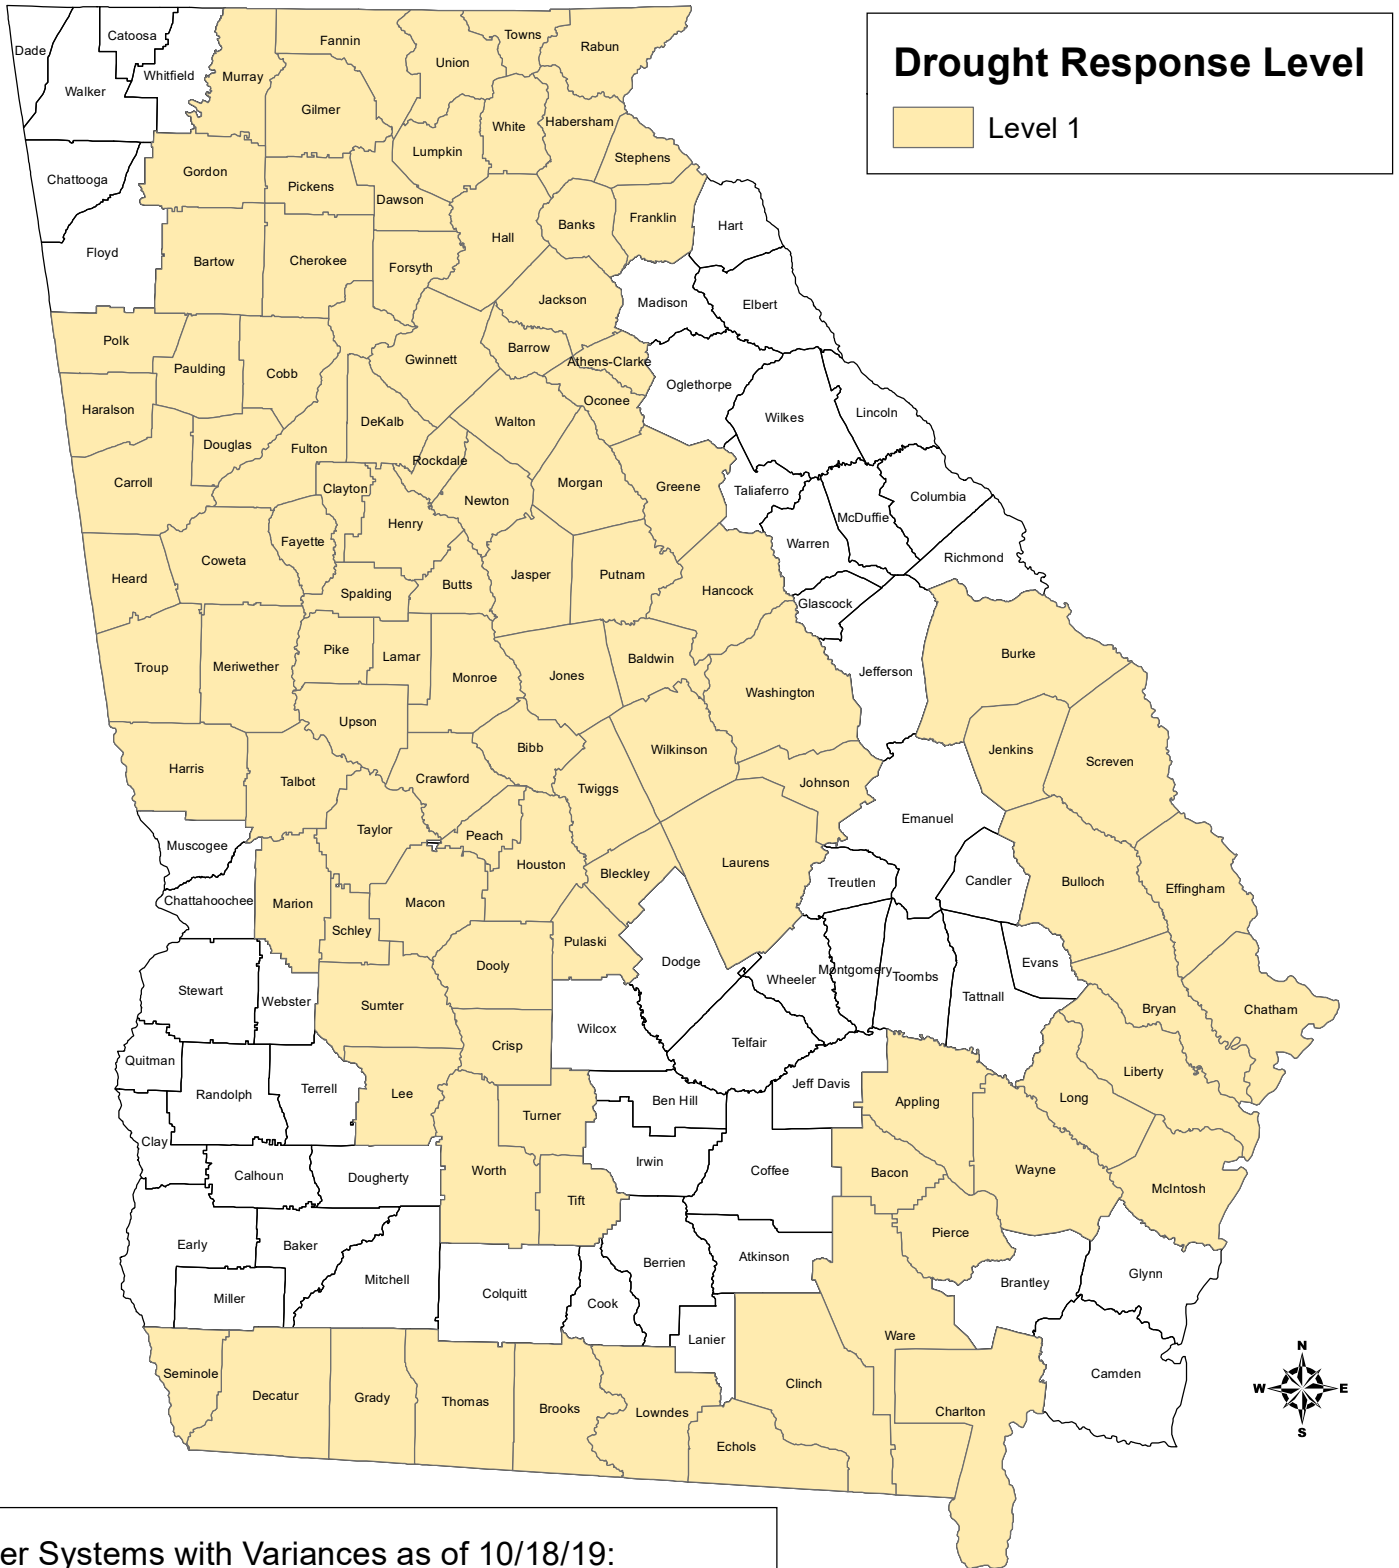 Drought Response Level
Level 1
Dade
Catoosa
Whitfield
Walker
Murray
Fannin
Union
Towns
Rabun
Gilmer
White
Habersham
Lumpkin
Stephens
Chattooga
Gordon
Pickens
Dawson
Floyd
Bartow
Cherokee
Forsyth
Hall
Banks
Franklin
Hart
Jackson
Madison
Elbert
Polk
Paulding
Cobb
Gwinnett
Barrow
Athens-Clarke
Oglethorpe
Haralson
Douglas
Fulton
DeKalb
Walton
Oconee
Wilkes
Lincoln
Carroll
Clayton
Rockdale
Newton
Morgan
Greene
Taliaferro
McDuffie
Columbia
Henry
Fayette
Coweta
Warren
Richmond
Heard
Spalding
Butts
Jasper
Putnam
Hancock
Glascock
Troup
Meriwether
Pike
Lamar
Monroe
Jones
Baldwin
Washington
Jefferson
Burke
Upson
Harris
Talbot
Crawford
Bibb
Wilkinson
Twiggs
Johnson
Jenkins
Screven
Muscogee
Taylor
Peach
Houston
Bleckley
Laurens
Emanuel
Treutlen
Candler
Bulloch
Effingham
Chattahoochee
Marion
Schley
Macon
Dooly
Pulaski
Dodge
Wheeler
Montgomery
Toombs
Tattnall
Evans
Bryan
Chatham
Stewart
Webster
Sumter
Crisp
Wilcox
Telfair
Jeff Davis
Appling
Long
Liberty
Quitman
Randolph
Terrell
Lee
Turner
Ben Hill
Clay
Calhoun
Dougherty
Worth
Tift
Irwin
Coffee
Bacon
Wayne
McIntosh
Early
Baker
Miller
Mitchell
Colquitt
Cook
Berrien
Atkinson
Pierce
Brantley
Glynn
Lanier
Ware
Camden
Seminole
Decatur
Grady
Thomas
Brooks
Lowndes
Echols
Clinch
Charlton
N
W E
S
er Systems with Variances as of 10/18/19: